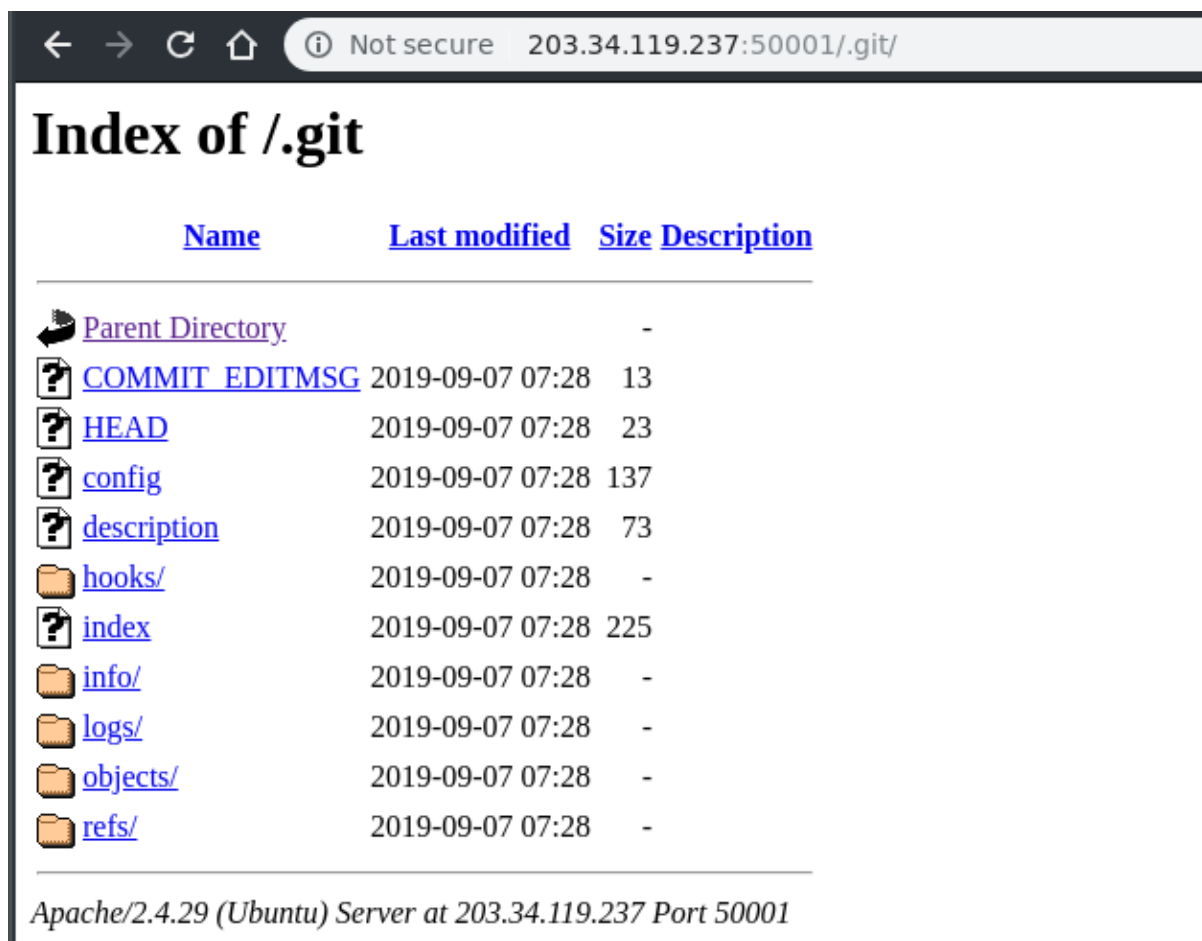 Not secure 203.34.119.237:50001/.git/
Index of /.git
Name Last modified Size Description
Parent Directory -
COMMIT_EDITMSG 2019-09-07 07:28 13
HEAD 2019-09-07 07:28 23
config 2019-09-07 07:28 137
description 2019-09-07 07:28 73
hooks/ 2019-09-07 07:28 -
index 2019-09-07 07:28 225
info/ 2019-09-07 07:28 -
logs/ 2019-09-07 07:28 -
objects/ 2019-09-07 07:28 -
refs/ 2019-09-07 07:28 -
Apache/2.4.29 (Ubuntu) Server at 203.34.119.237 Port 50001